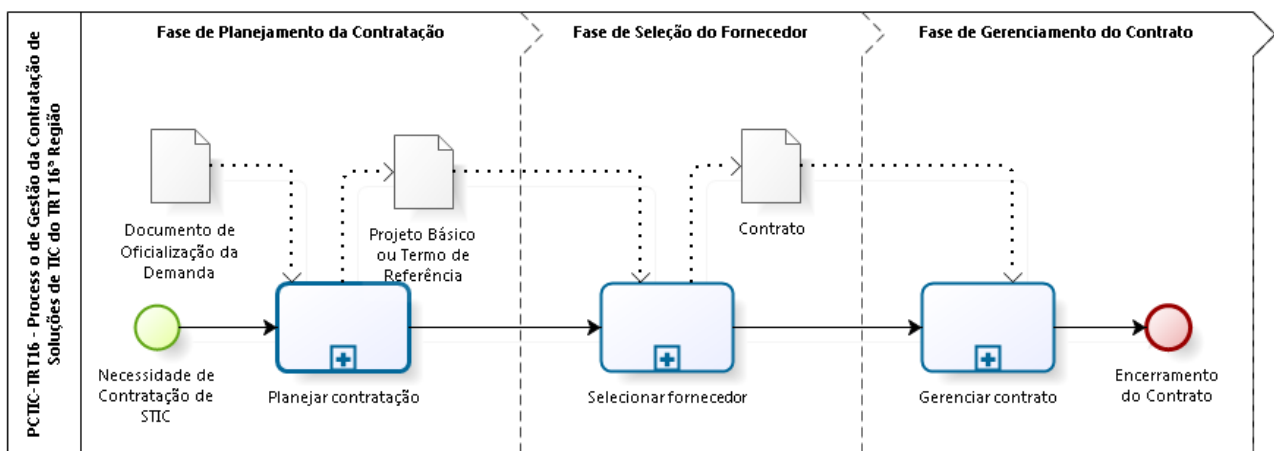 PCTIC-TRT16 - Proces o de Gestão da Contratação de
Soluções de TIC do TRT 16ª Região
Fase de Planejamento da Contratação
Fase de Seleção do Fornecedor
Fase de Gerenciamento do Contrato
Documento de
Oficialização da
Demanda
Projeto Básico
ou Termo de
Referência
Contrato
Necessidade de
Contratação de
STIC
Planejar contratação
Selecionar fornecedor
Gerenciar contrato
Encerramento
do Contrato